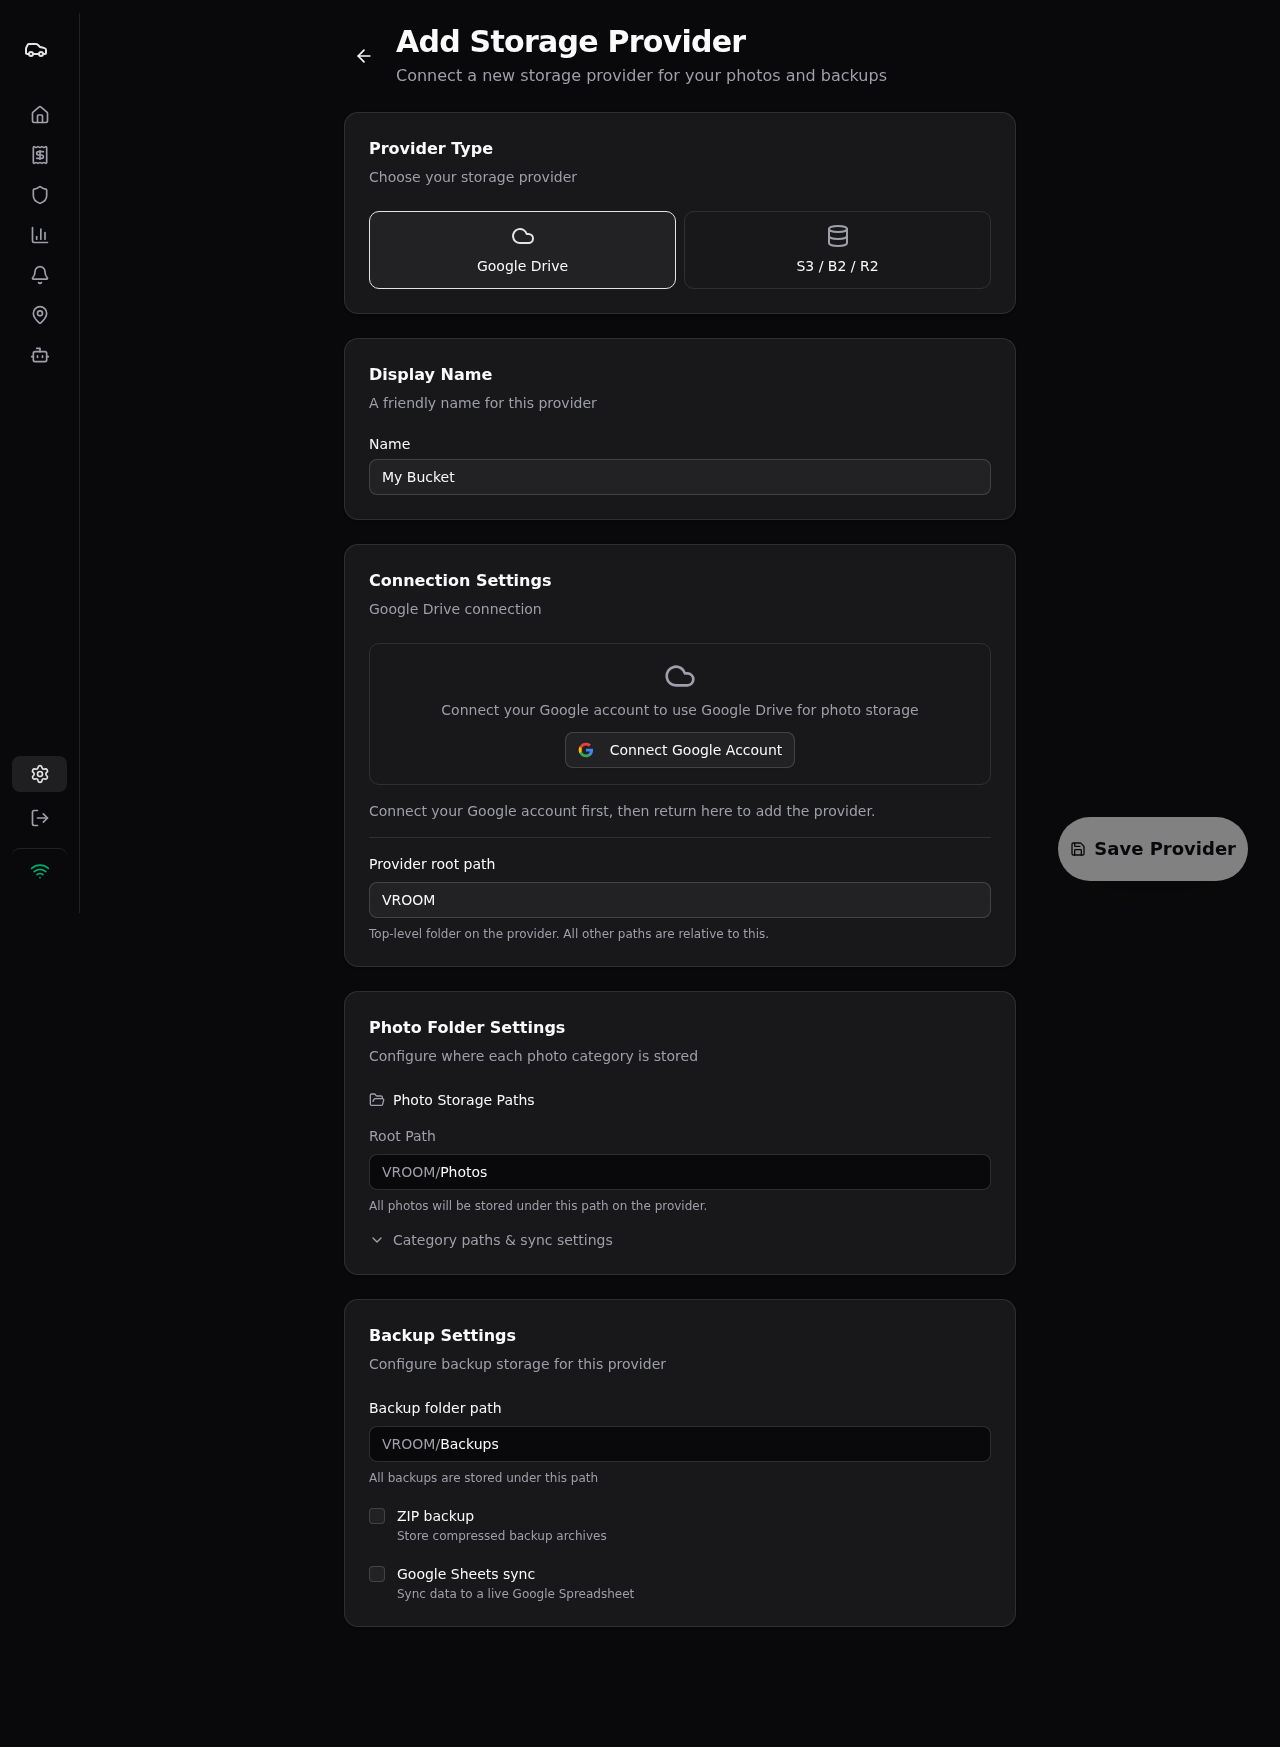 Add Storage Provider
Connect a new storage provider for your photos and backups
Provider Type
Choose your storage provider
Google Drive
S3 / B2 / R2
Display Name
A friendly name for this provider
Name
My Bucket
Connection Settings
Google Drive connection
Connect your Google account to use Google Drive for photo storage
Connect Google Account
Connect your Google account first, then return here to add the provider.
Save Provider
Provider root path
VROOM
Top-level folder on the provider. All other paths are relative to this.
Photo Folder Settings
Configure where each photo category is stored
Photo Storage Paths
Root Path
VROOM/Photos
All photos will be stored under this path on the provider.
Category paths & sync settings
Backup Settings
Configure backup storage for this provider
Backup folder path
VROOM/Backups
All backups are stored under this path
ZIP backup
Store compressed backup archives
Google Sheets sync
Sync data to a live Google Spreadsheet